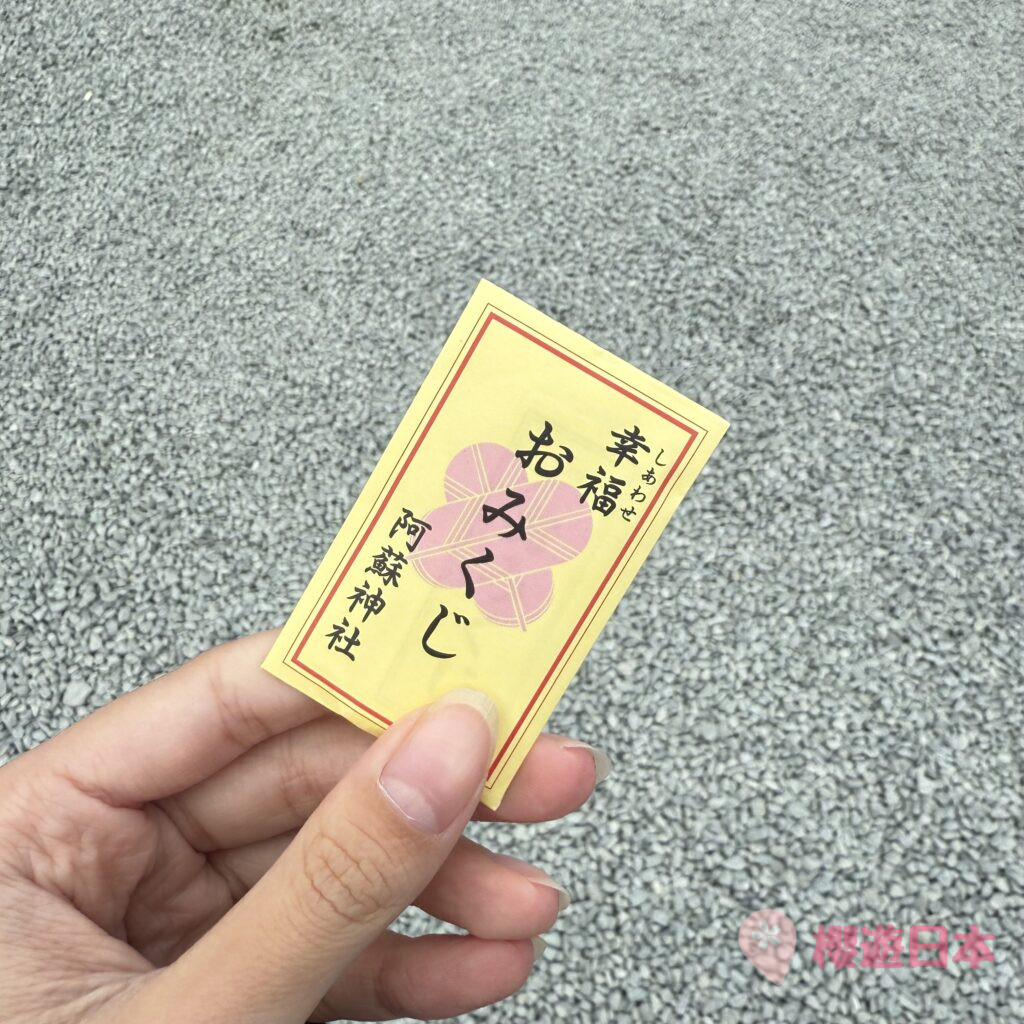 幸福
しあわせ
おみくじ
阿蘇神社
櫻遊日本